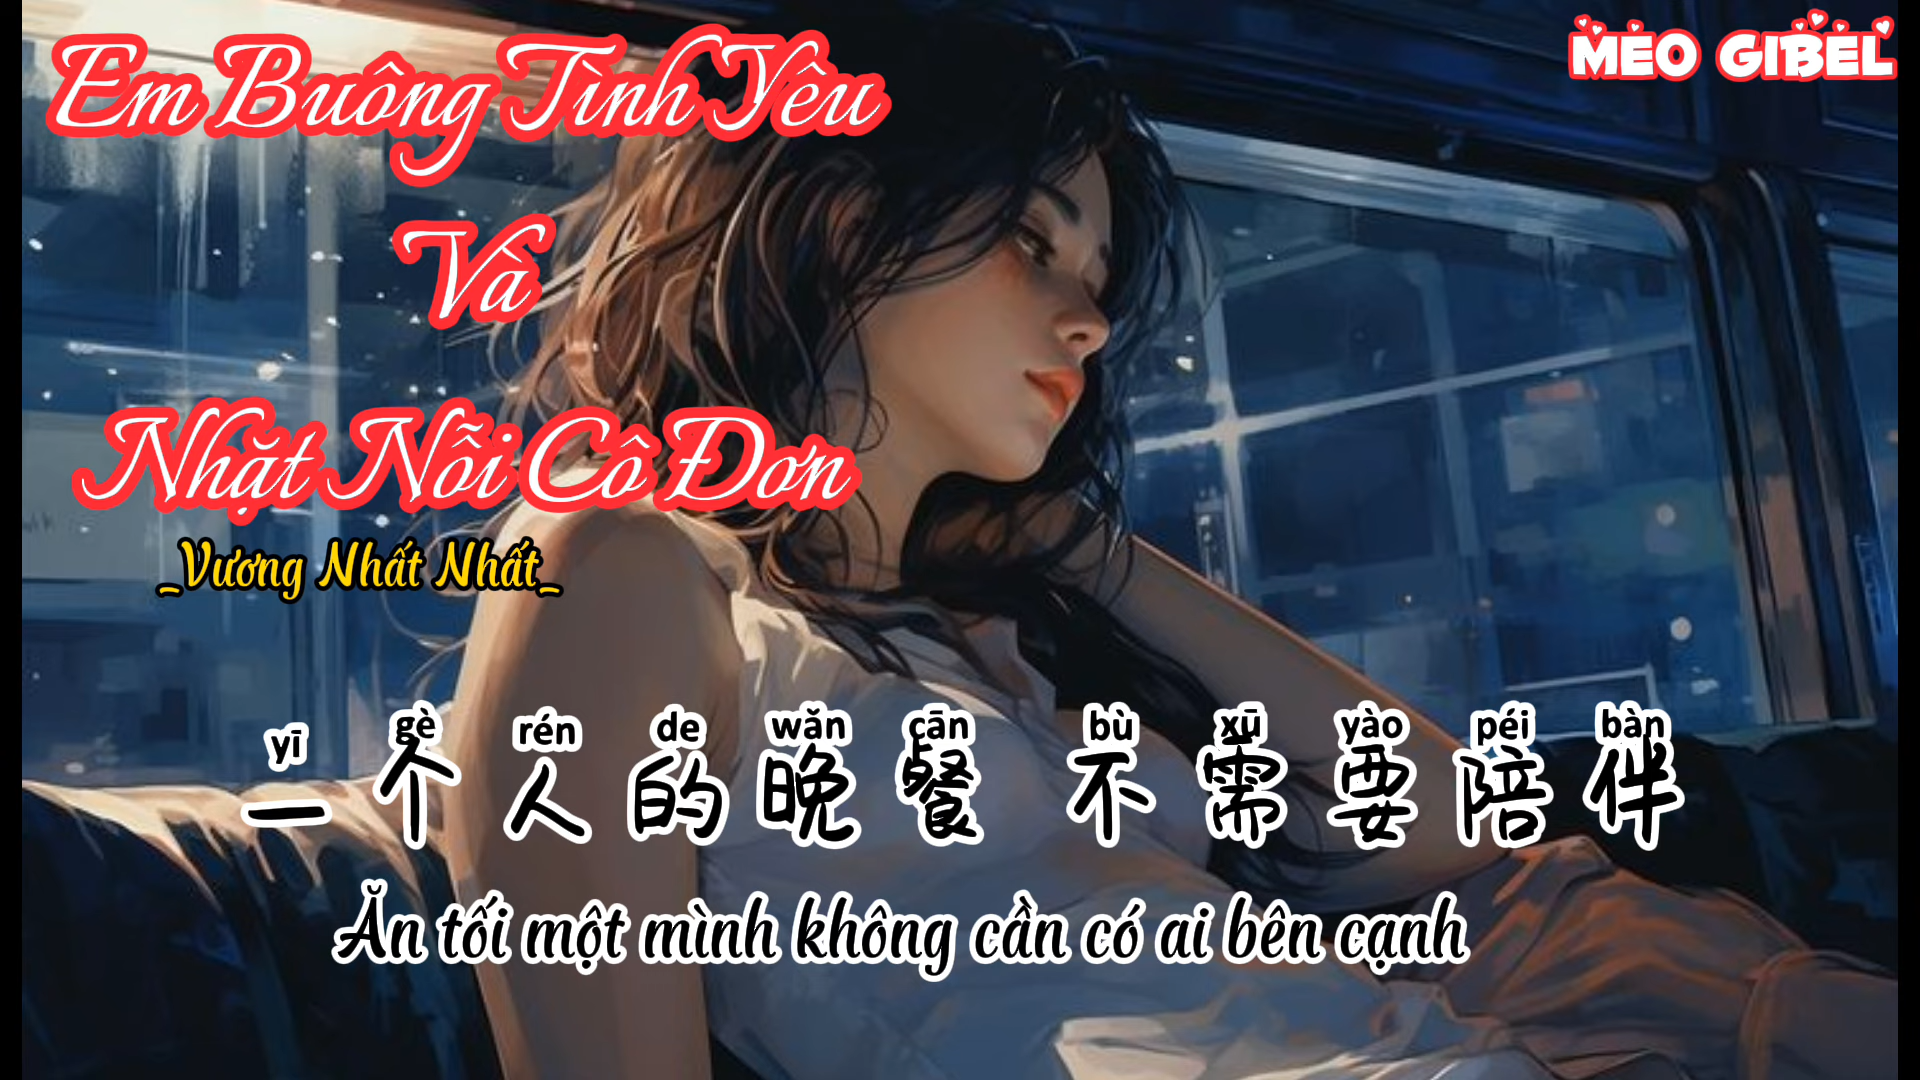 Em Buông Tình Yêu
MEO GIBEL
Và
Nhặt Nỗi Cô Đơn
_Vương Nhất Nhất_
yī gè rén de wǎn cān bù xū yào péi bàn
一个人的晚餐 不需要陪伴
Ăn tối một mình không cần có ai bên cạnh